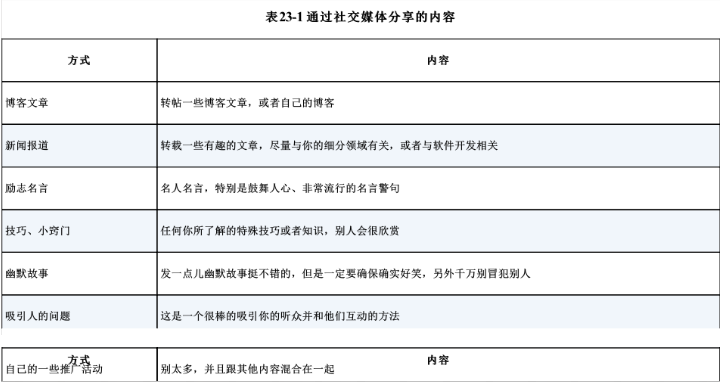 表23-1 通过社交媒体分享的内容
方式 内容
博客文章 转帖一些博客文章，或者自己的博客
新闻报道 转载一些有趣的文章，尽量与你的细分领域有关，或者与软件开发相关
励志名言 名人名言，特别是鼓舞人心、非常流行的名言警句
技巧、小窍门 任何你所了解的特殊技巧或者知识，别人会很欣赏
幽默故事 发一点儿幽默故事挺不错的，但是一定要确保确实好笑，另外千万别冒犯别人
吸引人的问题 这是一个很棒的吸引你的听众并和他们互动的方法
方式 内容
自己的一些推广活动 别太多，并且跟其他内容混合在一起